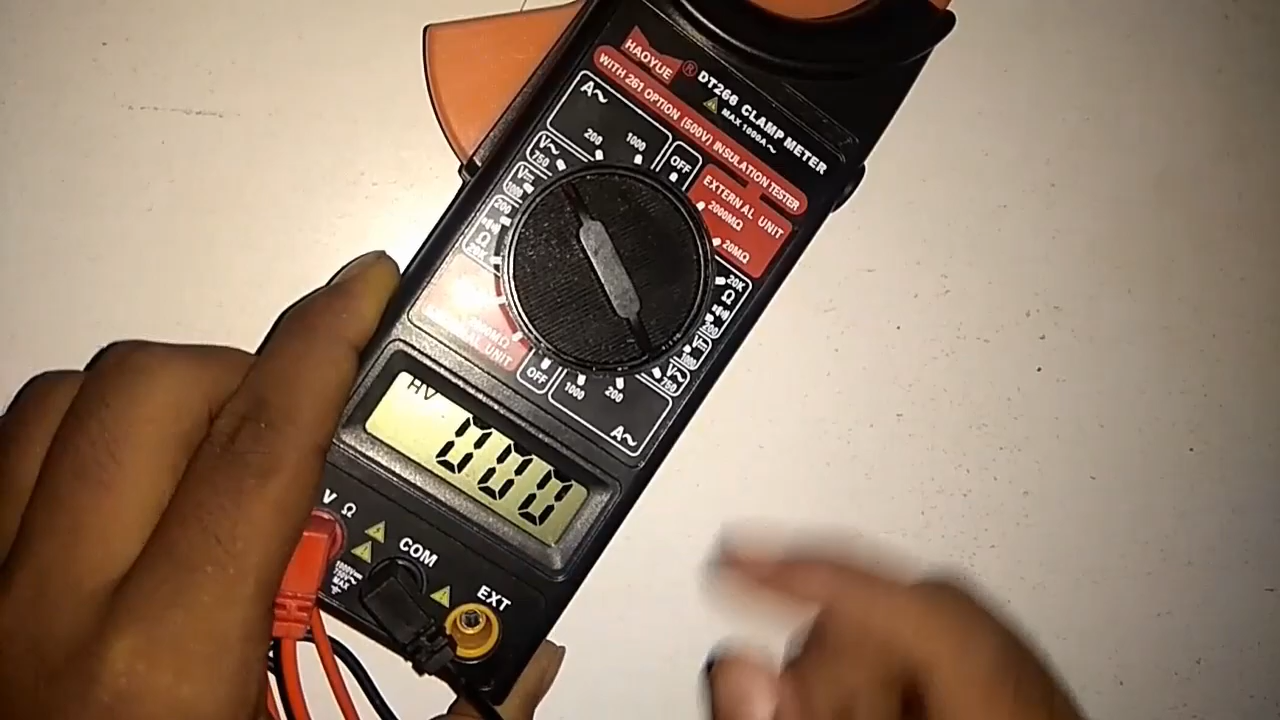 HAOYUE ®
DT266 CLAMP METER
MAX 1000A~
WITH 261 OPTION (500V) INSULATION TESTER
A~
200
1000
OFF
EXTERNAL UNIT
2000MΩ
20MΩ
V~
750
V
1000
200
Ω
20K
20K
Ω
200
V
1000
V~
750
OFF
1000
200
A~
HV
000
V Ω
COM
EXT
MAX